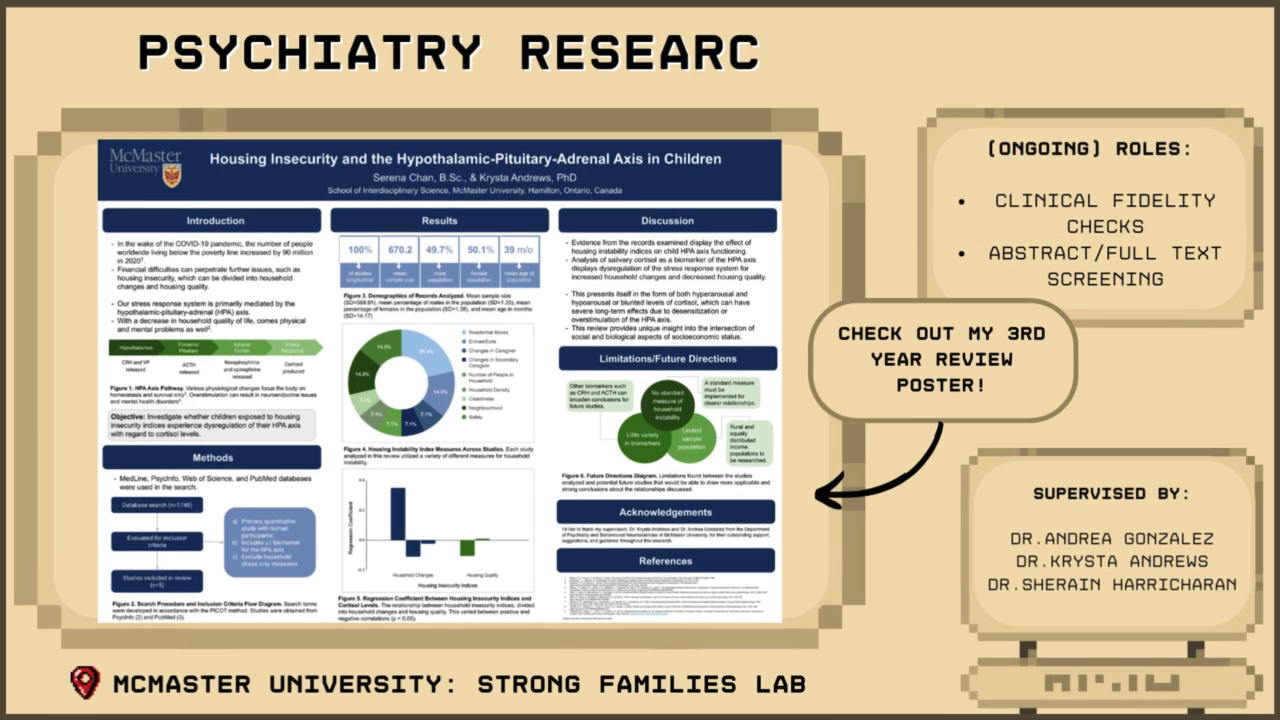 PSYCHIATRY RESEARC
McMaster
University
Housing Insecurity and the Hypothalamic-Pituitary-Adrenal Axis in Children
Serena Chan, B.Sc., & Krysta Andrews, PhD
School of Interdisciplinary Science, McMaster University, Hamilton, Ontario, Canada
Introduction
- In the wake of the COVID-19 pandemic, the number of people
worldwide living below the poverty line increased by 90 million
in 2020¹.
- Financial difficulties can perpetrate further issues, such as
housing insecurity, which can be divided into household
changes and housing quality.
- Our stress response system is primarily mediated by the
hypothalamic-pituitary-adrenal (HPA) axis.
- With a decrease in household quality of life, comes physical
and mental problems as well².
Hypothalamus
Posterior
Pituitary
Adrenal
Cortex
Stress
Response
CRH and VP
released
ACTH
released
Norepinephrine
and epinephrine
released
Cortisol
produced
Figure 1. HPA Axis Pathway. Various physiological changes focus the body on
homeostasis and survival only³. Overstimulation can result in neuroendocrine issues
and mental health disorders⁴.
Objective: Investigate whether children exposed to housing
insecurity indices experience dysregulation of their HPA axis
with regard to cortisol levels.
Methods
- MedLine, PsycInfo, Web of Science, and PubMed databases
were used in the search.
Database search (n=1746)
Evaluated for inclusion
criteria
Studies included in review
(n=5)
a) Primary quantitative
study with human
participants
b) Includes ≥1 biomarker
for the HPA axis
c) Exclude household
chaos only measures
Figure 2. Search Procedure and Inclusion Criteria Flow Diagram. Search terms
were developed in accordance with the PICOT method. Studies were obtained from
PsycInfo (2) and PubMed (3).
Results
100%
of studies
longitudinal
670.2
mean
sample size
49.7%
male
population
50.1%
female
population
39 m/o
mean age of
population
Figure 3. Demographics of Records Analyzed. Mean sample size
(SD=569.91), mean percentage of males in the population (SD=1.35), mean
percentage of females in the population (SD=1.38), and mean age in months
(SD=14.17)
14.3%
21.4%
14.3%
14.3%
7.1%
7.1%
7.1%
7.1%
7.1%
Residential Moves
Entries/Exits
Changes in Caregiver
Changes in Secondary
Caregiver
Number of People in
Household
Household Density
Cleanliness
Neighbourhood
Safety
Figure 4. Housing Instability Index Measures Across Studies. Each study
analyzed in this review utilized a variety of different measures for household
instability.
Regression Coefficient
0.2
0.0
-0.2
Household Changes
Housing Quality
Housing Insecurity Indices
Figure 5. Regression Coefficient Between Housing Insecurity Indices and
Cortisol Levels. The relationship between household insecurity indices, divided
into household changes and housing quality. This varied between positive and
negative correlations (p < 0.05).
Discussion
- Evidence from the records examined display the effect of
housing instability indices on child HPA axis functioning.
- Analysis of salivary cortisol as a biomarker of the HPA axis
displays dysregulation of the stress response system for
increased household changes and decreased housing quality.
- This presents itself in the form of both hyperarousal and
hypoarousal or blunted levels of cortisol, which can have
severe long-term effects due to desensitization or
overstimulation of the HPA axis.
- This review provides unique insight into the intersection of
social and biological aspects of socioeconomic status.
Limitations/Future Directions
Other biomarkers such
as CRH and ACTH can
broaden conclusions for
future studies.
No standard
measure of
household
instability
A standard measure
must be
implemented for
clearer relationships.
Little variety
in biomarkers
Limited
sample
population
Rural and
equally
distributed
income
populations to
be researched.
Figure 6. Future Directions Diagram. Limitations found between the studies
analyzed and potential future studies that would be able to draw more applicable and
strong conclusions about the relationships discussed.
Acknowledgements
I'd like to thank my supervisor, Dr. Krysta Andrews and Dr. Andrea Gonzalez from the Department
of Psychiatry and Behavioural Neurosciences of McMaster University, for their outstanding support,
suggestions, and guidance throughout this research.
References
(ONGOING) ROLES:
• CLINICAL FIDELITY
CHECKS
• ABSTRACT/FULL TEXT
SCREENING
CHECK OUT MY 3RD
YEAR REVIEW
POSTER!
SUPERVISED BY:
DR.ANDREA GONZALEZ
DR.KRYSTA ANDREWS
MCMASTER UNIVERSITY: STRONG FAMILIES LAB